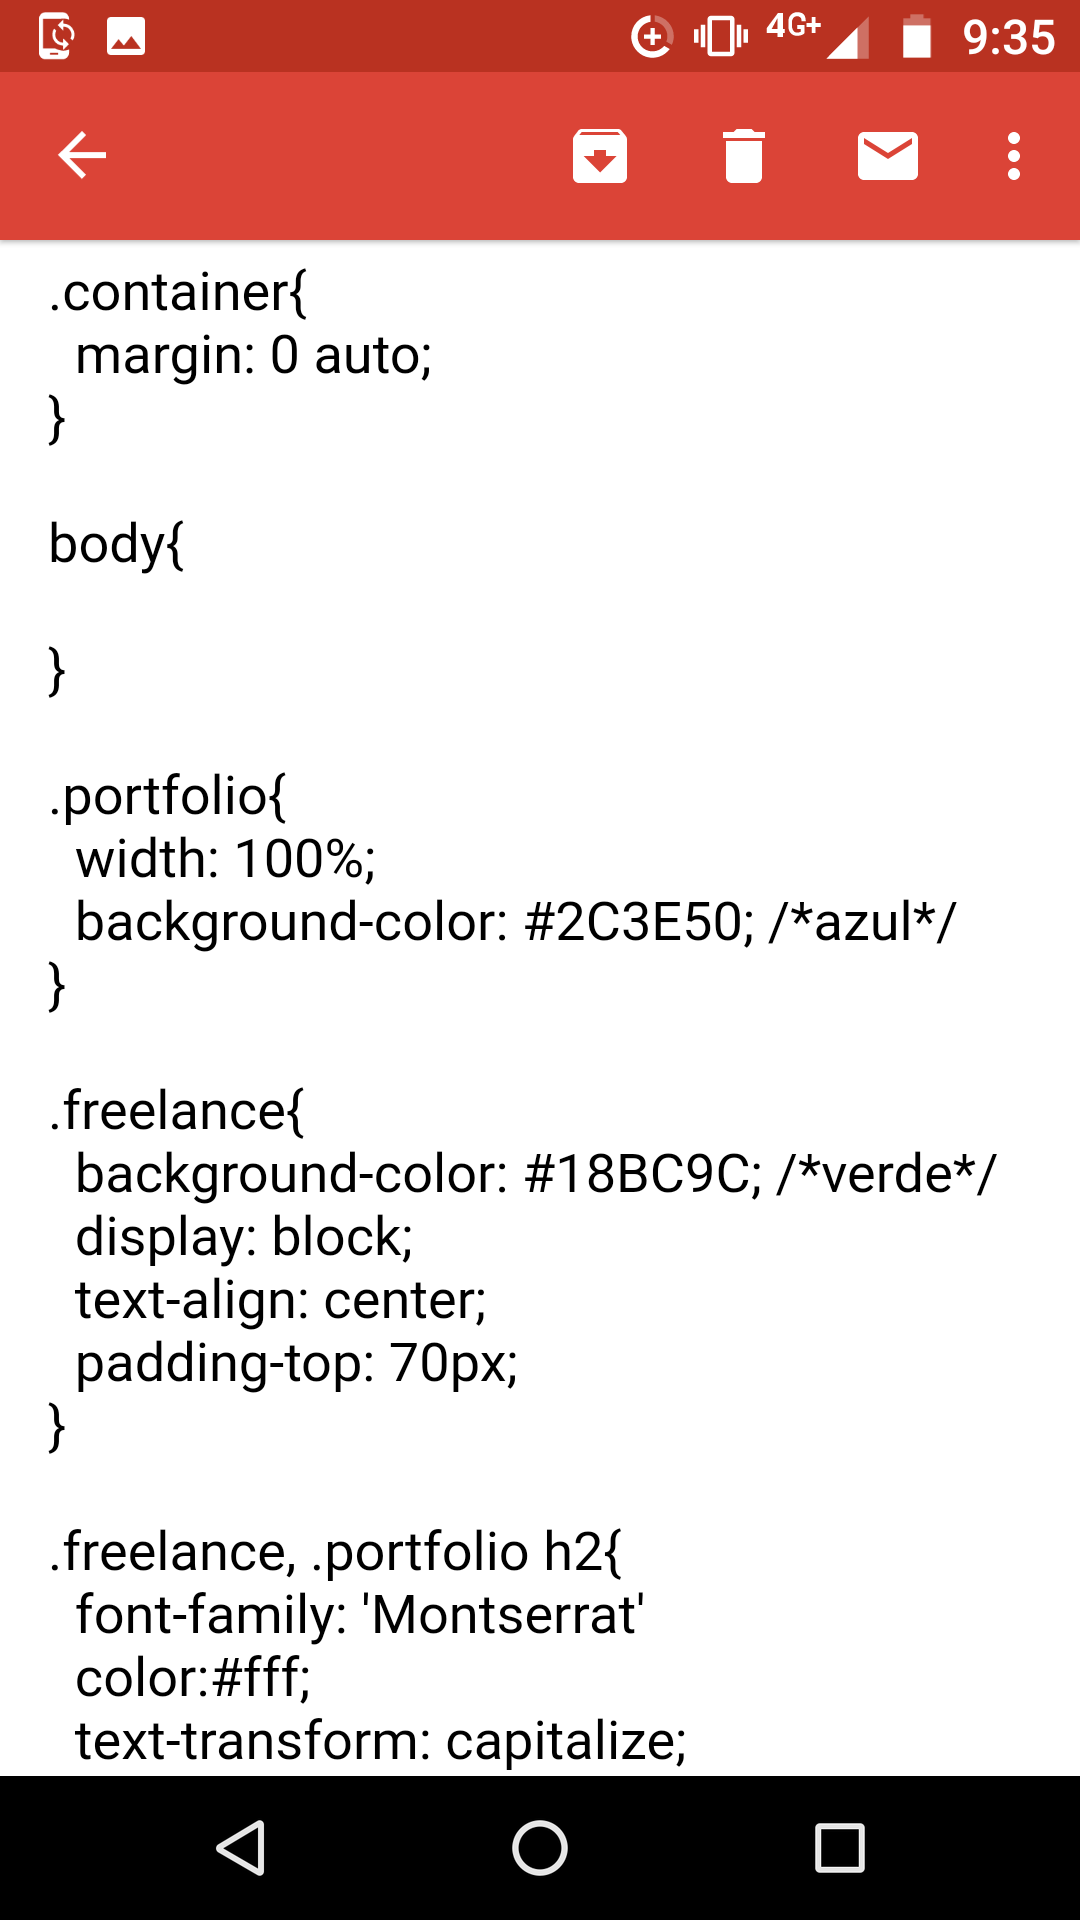 4G+ 9:35
.container{
  margin: 0 auto;
}

body{

}

.portfolio{
  width: 100%;
  background-color: #2C3E50; /*azul*/
}

.freelance{
  background-color: #18BC9C; /*verde*/
  display: block;
  text-align: center;
  padding-top: 70px;
}

.freelance, .portfolio h2{
  font-family: 'Montserrat'
  color:#fff;
  text-transform: capitalize;